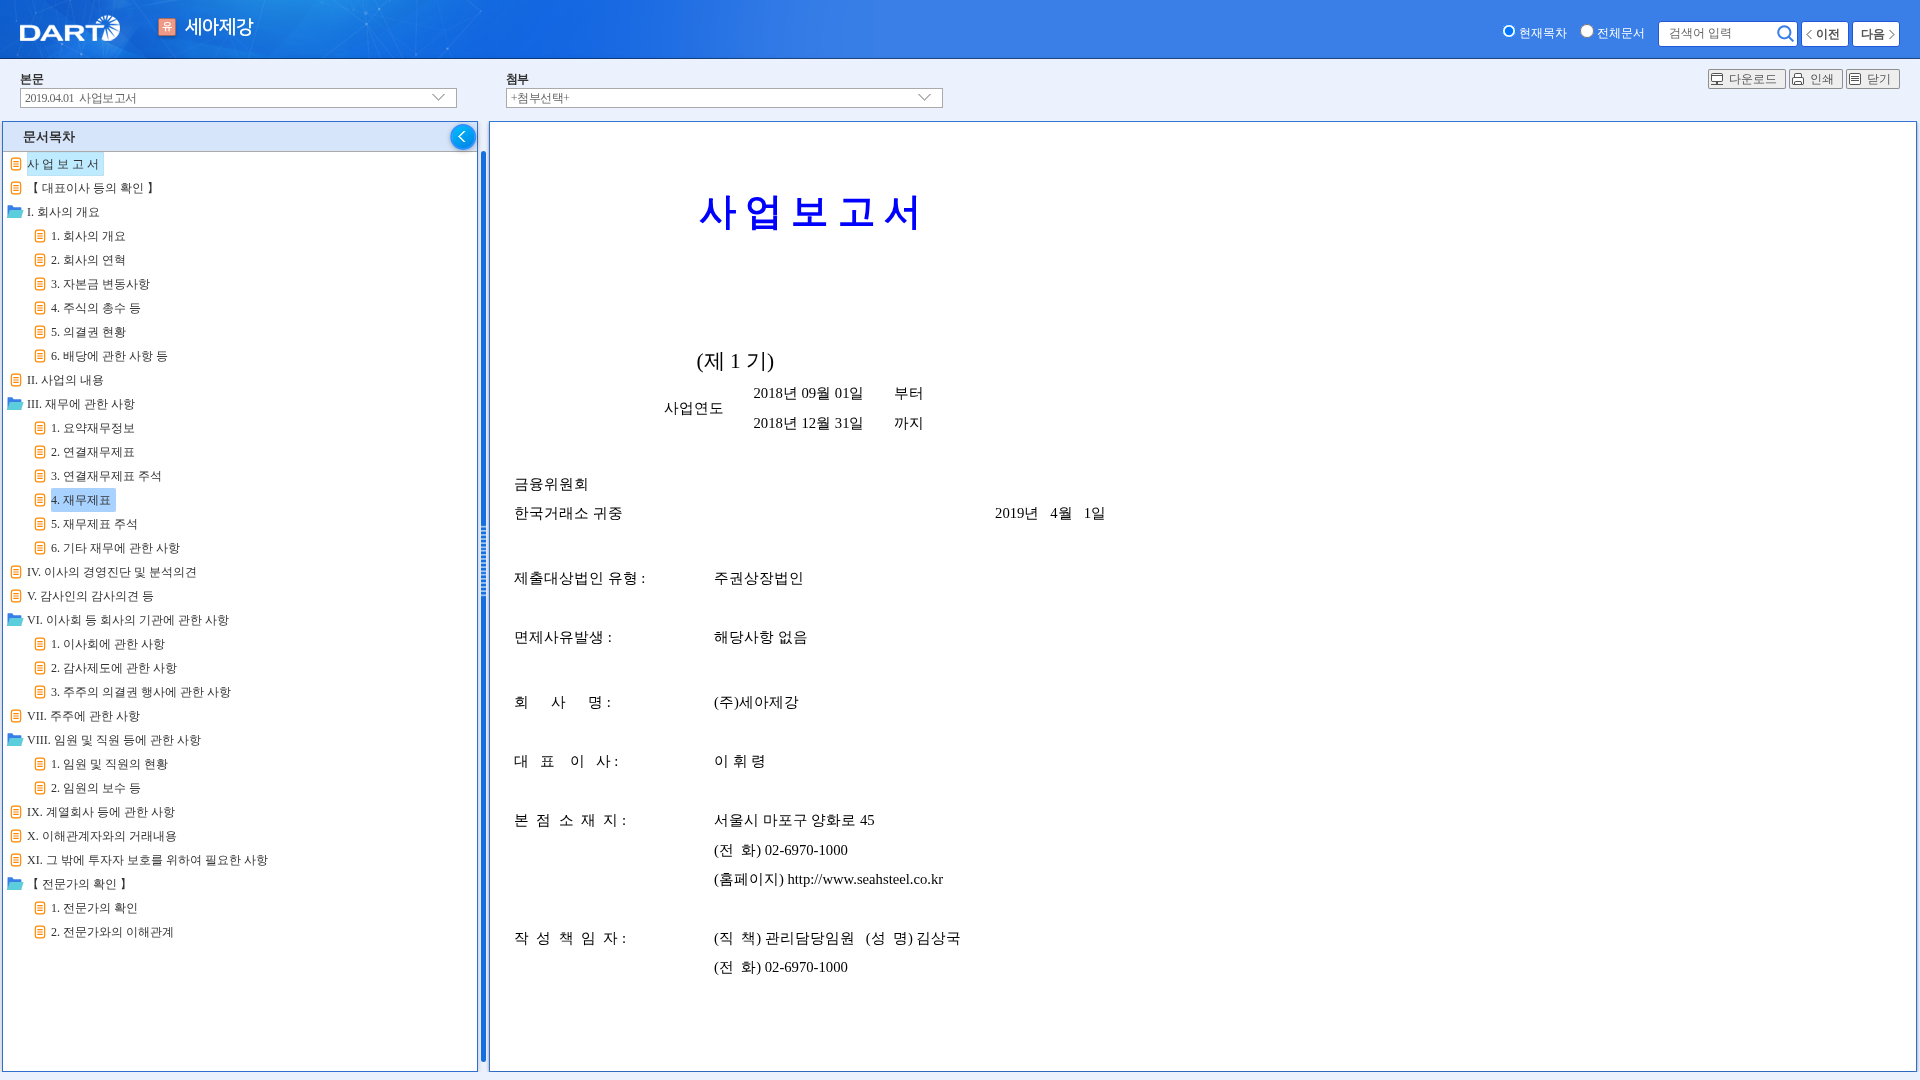 DART
유 세아제강
현재목차 전체문서 검색어 입력 이전 다음
본문
2019.04.01 사업보고서
첨부
+첨부선택+
다운로드 인쇄 닫기
문서목차
사 업 보 고 서
【 대표이사 등의 확인 】
I. 회사의 개요
1. 회사의 개요
2. 회사의 연혁
3. 자본금 변동사항
4. 주식의 총수 등
5. 의결권 현황
6. 배당에 관한 사항 등
II. 사업의 내용
III. 재무에 관한 사항
1. 요약재무정보
2. 연결재무제표
3. 연결재무제표 주석
4. 재무제표
5. 재무제표 주석
6. 기타 재무에 관한 사항
IV. 이사의 경영진단 및 분석의견
V. 감사인의 감사의견 등
VI. 이사회 등 회사의 기관에 관한 사항
1. 이사회에 관한 사항
2. 감사제도에 관한 사항
3. 주주의 의결권 행사에 관한 사항
VII. 주주에 관한 사항
VIII. 임원 및 직원 등에 관한 사항
1. 임원 및 직원의 현황
2. 임원의 보수 등
IX. 계열회사 등에 관한 사항
X. 이해관계자와의 거래내용
XI. 그 밖에 투자자 보호를 위하여 필요한 사항
【 전문가의 확인 】
1. 전문가의 확인
2. 전문가와의 이해관계
사 업 보 고 서
(제 1 기)
사업연도
2018년 09월 01일 부터
2018년 12월 31일 까지
금융위원회
한국거래소 귀중 2019년 4월 1일
제출대상법인 유형 : 주권상장법인
면제사유발생 : 해당사항 없음
회 사 명 : (주)세아제강
대 표 이 사 : 이 휘 령
본 점 소 재 지 : 서울시 마포구 양화로 45
(전 화) 02-6970-1000
(홈페이지) http://www.seahsteel.co.kr
작 성 책 임 자 : (직 책) 관리담당임원 (성 명) 김상국
(전 화) 02-6970-1000